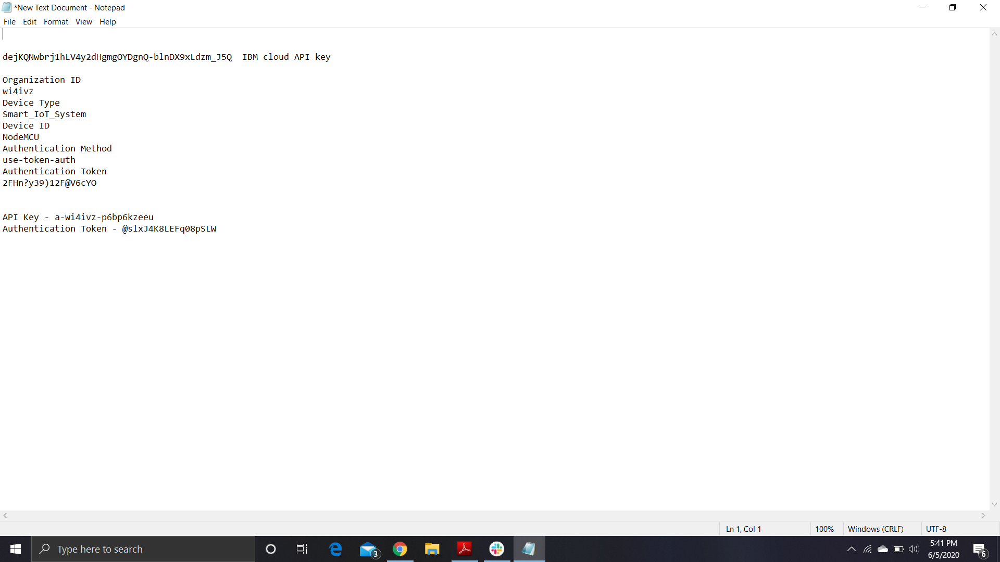 *New Text Document - Notepad
File Edit Format View Help
dejKQNwbrj1hLV4y2dHgmgOYDgnQ-blnDX9xLdzm_J5Q  IBM cloud API key
Organization ID
wi4ivz
Device Type
Smart_IoT_System
Device ID
NodeMCU
Authentication Method
use-token-auth
Authentication Token
2FHn?y39)12F@V6cYO
API Key - a-wi4ivz-p6bp6kzeeu
Authentication Token - @slxJ4K8LEFq08pSLW
Ln 1, Col 1 100% Windows (CRLF) UTF-8
Type here to search
3
5:41 PM
6/5/2020
6